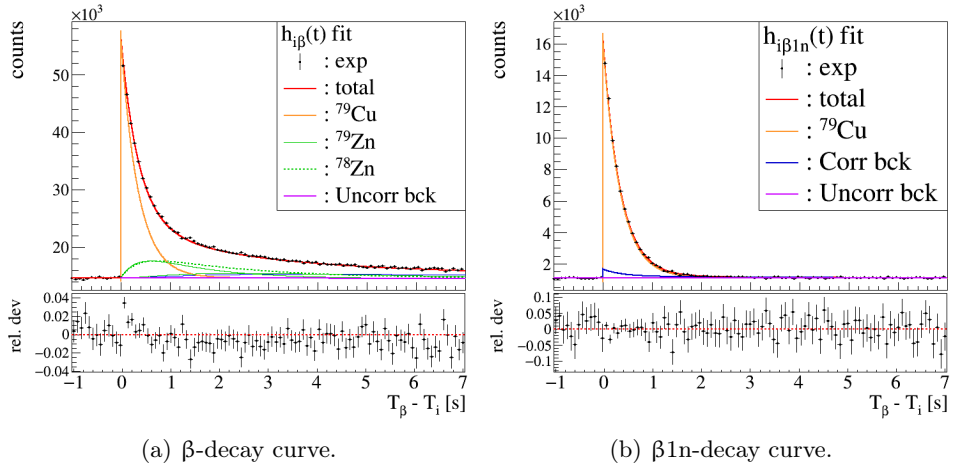 ×10³
counts
h_iβ(t) fit
: exp
: total
: ⁷⁹Cu
: ⁷⁹Zn
: ⁷⁸Zn
: Uncorr bck
50
40
30
20
rel. dev
0.04
0.02
0
−0.02
−0.04
−1 0 1 2 3 4 5 6 7
T_β - T_i [s]
(a) β-decay curve.
×10³
counts
h_iβ1n(t) fit
: exp
: total
: ⁷⁹Cu
: Corr bck
: Uncorr bck
16
14
12
10
8
6
4
2
rel. dev
0.1
0.05
0
−0.05
−0.1
−1 0 1 2 3 4 5 6 7
T_β - T_i [s]
(b) β1n-decay curve.